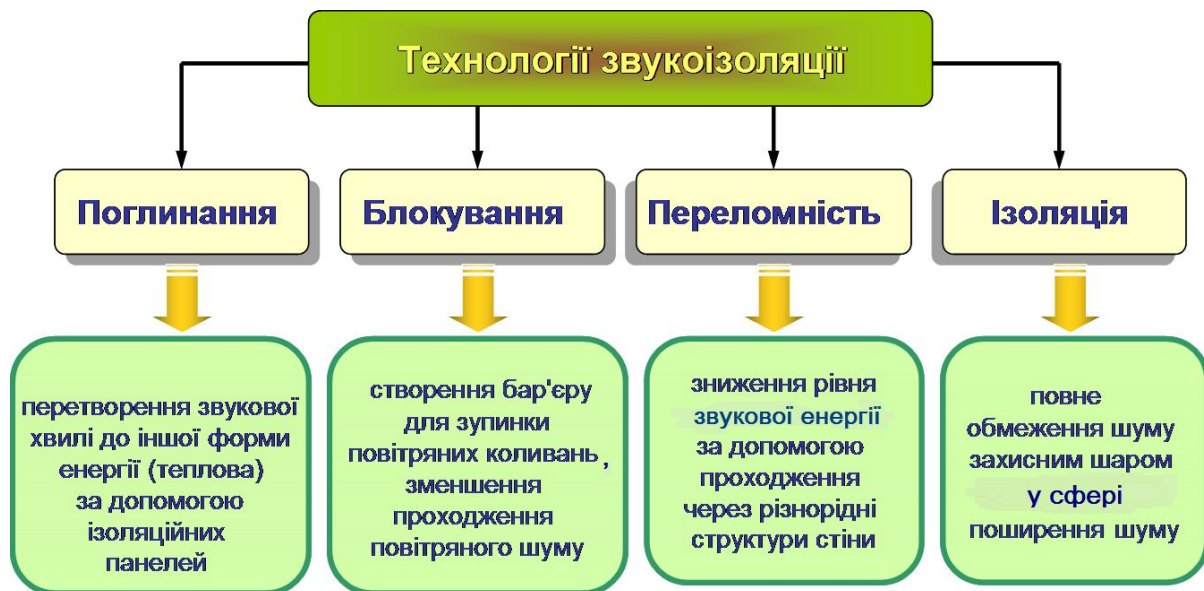 Технології звукоізоляції
Поглинання
Блокування
Переломність
Ізоляція
перетворення звукової
хвилі до іншої форми
енергії (теплова)
за допомогою
ізоляційних
панелей
створення бар'єру
для зупинки
повітряних коливань,
зменшення
проходження
повітряного шуму
зниження рівня
звукової енергії
за допомогою
проходження
через різнорідні
структури стіни
повне
обмеження шуму
захисним шаром
у сфері
поширення шуму